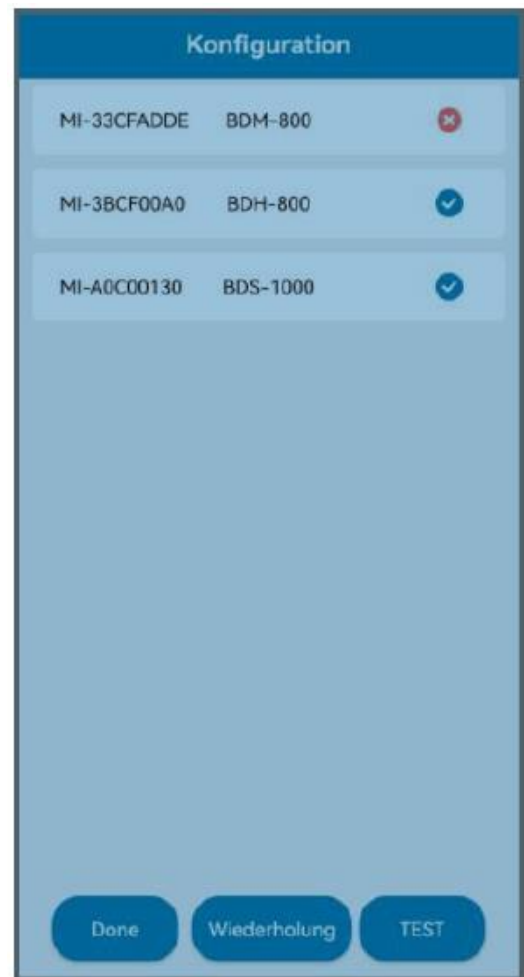 Konfiguration
MI-33CFADDE BDM-800
MI-3BCF00A0 BDH-800
MI-A0C00130 BDS-1000
Done Wiederholung TEST